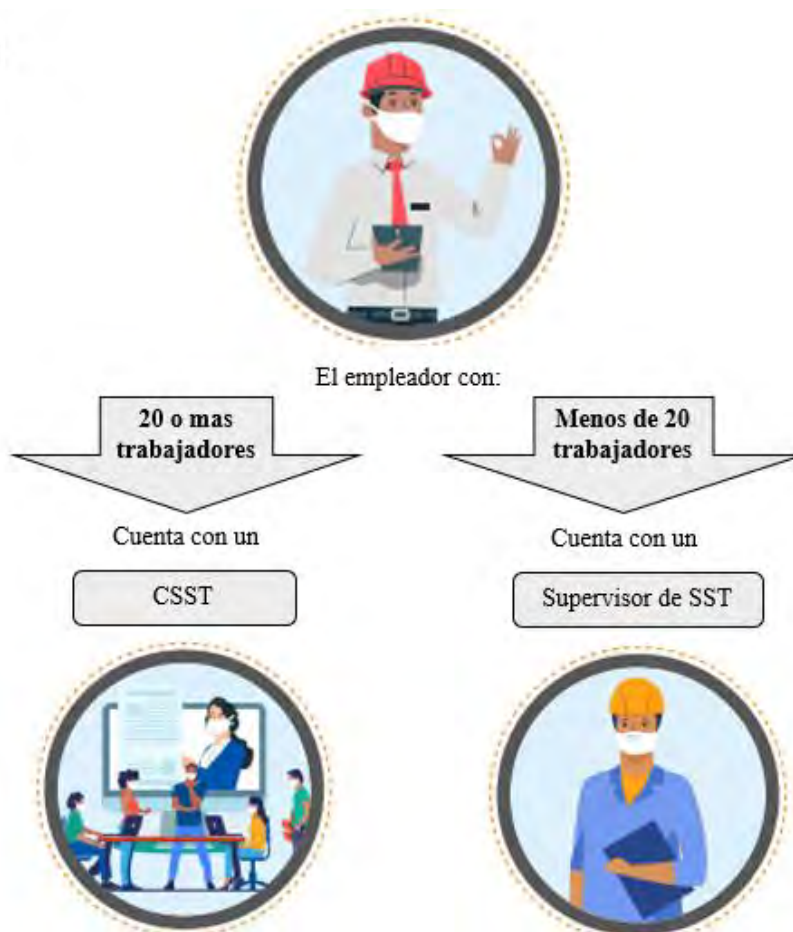 El empleador con:
20 o mas
trabajadores
Menos de 20
trabajadores
Cuenta con un
Cuenta con un
CSST
Supervisor de SST